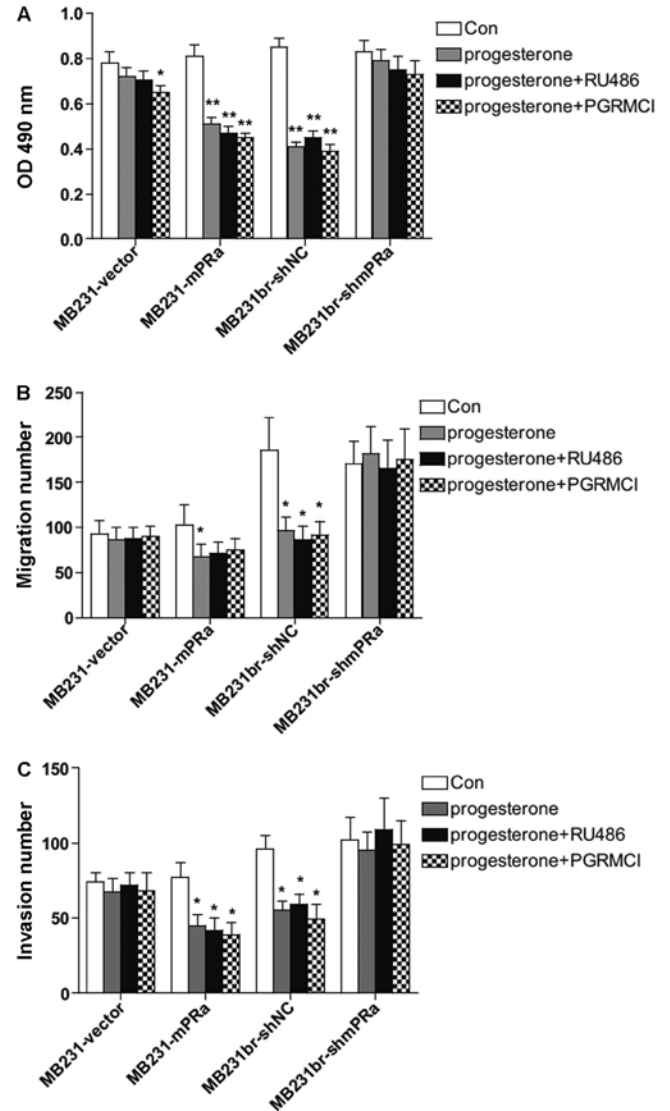 A
Con
progesterone
progesterone+RU486
progesterone+PGRMCI
OD 490 nm
1.0
0.8
0.6
0.4
0.2
0.0
*
** ** **
** ** **
MB231-vector
MB231-mPRa
MB231br-shNC
MB231br-shmPRa
B
Con
progesterone
progesterone+RU486
progesterone+PGRMCI
Migration number
250
200
150
100
50
0
*
* * *
MB231-vector
MB231-mPRa
MB231br-shNC
MB231br-shmPRa
C
Con
progesterone
progesterone+RU486
progesterone+PGRMCI
Invasion number
150
100
50
0
* * *
* * *
MB231-vector
MB231-mPRa
MB231br-shNC
MB231br-shmPRa